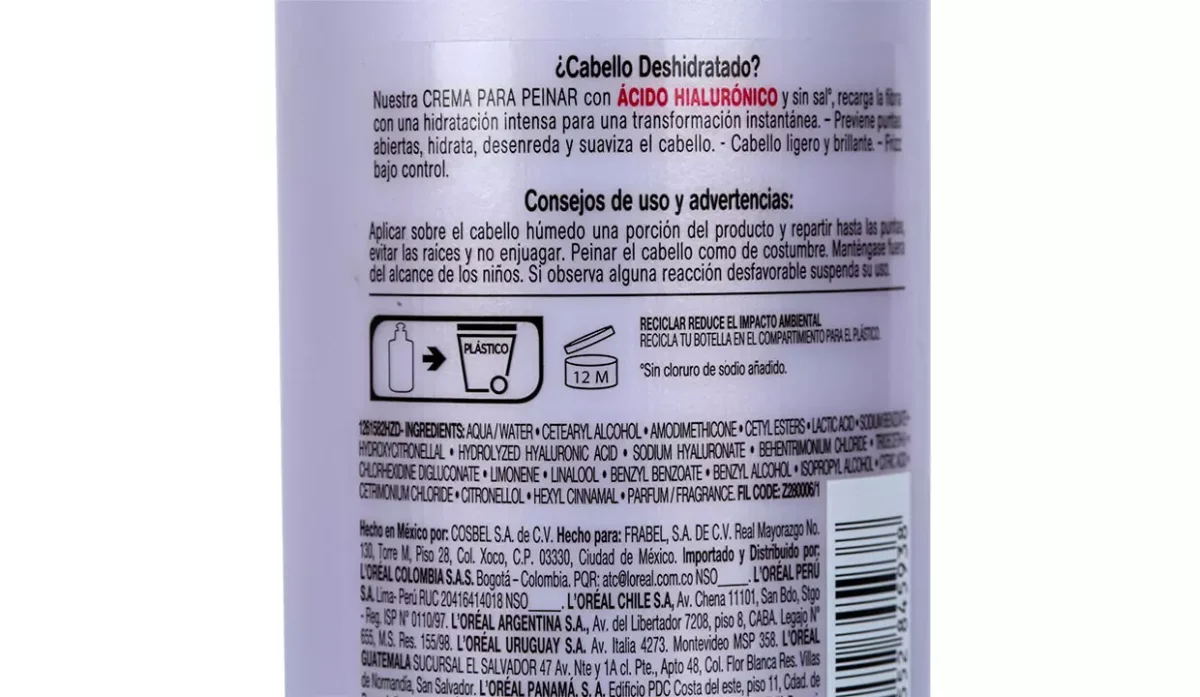 ¿Cabello Deshidratado?
Nuestra CREMA PARA PEINAR con ÁCIDO HIALURÓNICO y sin sal°, recarga la fibra
con una hidratación intensa para una transformación instantánea. – Previene puntas
abiertas, hidrata, desenreda y suaviza el cabello. - Cabello ligero y brillante. – Frizz
bajo control.
Consejos de uso y advertencias:
Aplicar sobre el cabello húmedo una porción del producto y repartir hasta las puntas,
evitar las raíces y no enjuagar. Peinar el cabello como de costumbre. Manténgase fuera
del alcance de los niños. Si observa alguna reacción desfavorable suspenda su uso.
PLÁSTICO
12 M
RECICLAR REDUCE EL IMPACTO AMBIENTAL
RECICLA TU BOTELLA EN EL COMPARTIMIENTO PARA EL PLÁSTICO.
°Sin cloruro de sodio añadido.
1261582HZD- INGREDIENTS: AQUA / WATER • CETEARYL ALCOHOL • AMODIMETHICONE • CETYL ESTERS • LACTIC ACID • SODIUM BENZOATE •
HYDROXYCITRONELLAL • HYDROLYZED HYALURONIC ACID • SODIUM HYALURONATE • BEHENTRIMONIUM CHLORIDE •
CHLORHEXIDINE DIGLUCONATE • LIMONENE • LINALOOL • BENZYL BENZOATE • BENZYL ALCOHOL • ISOPROPYL ALCOHOL • CITRIC ACID •
CETRIMONIUM CHLORIDE • CITRONELLOL • HEXYL CINNAMAL • PARFUM / FRAGRANCE. FIL CODE: Z280006/1
Hecho en México por: COSBEL S.A. de C.V. Hecho para: FRABEL, S.A. DE C.V. Real Mayorazgo No.
130, Torre M, Piso 28, Col. Xoco, C.P. 03330, Ciudad de México. Importado y Distribuido por:
L'ORÉAL COLOMBIA S.A.S. Bogotá – Colombia. PQR: atc@loreal.com.co NSO____. L'ORÉAL PERÚ
S.A. Lima- Perú RUC 20416414018 NSO____. L'ORÉAL CHILE S.A, Av. Chena 11101, San Bdo, Stgo
- Reg. ISP N° 0110/97. L'ORÉAL ARGENTINA S.A., Av. del Libertador 7208, piso 8, CABA. Legajo N°
655, M.S. Res. 155/98. L'ORÉAL URUGUAY S.A. Av. Italia 4273. Montevideo MSP 358. L'ORÉAL
GUATEMALA SUCURSAL EL SALVADOR 47 Av. Nte y 1A cl. Pte., Apto 48, Col. Flor Blanca Res. Villas
de Normandía, San Salvador. L'ORÉAL PANAMÁ, S. A. Edificio PDC Costa del este, piso 11, Cdad. de
52845938